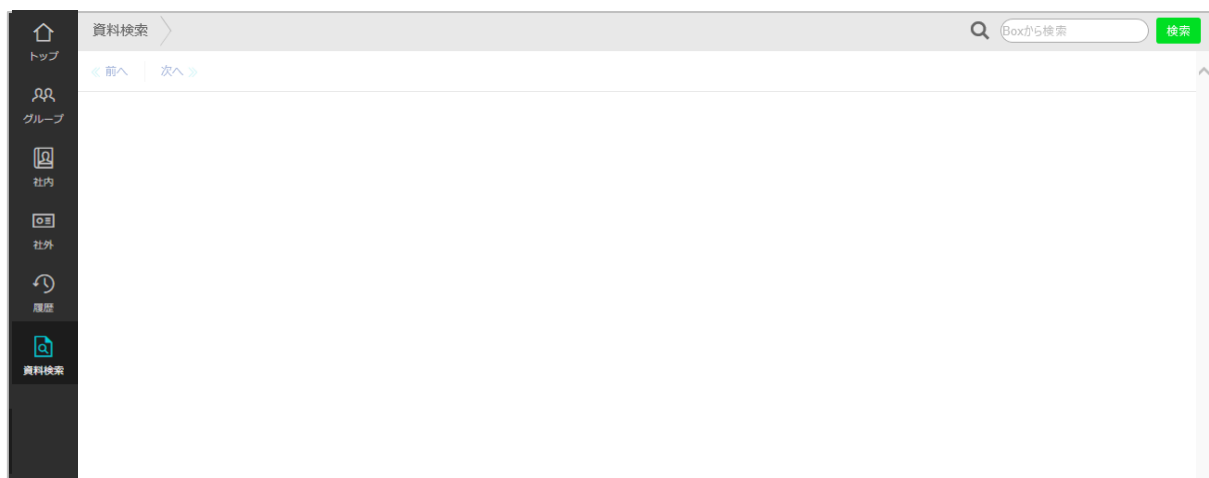 トップ
グループ
社内
社外
履歴
資料検索
資料検索
Boxから検索
検索
≪ 前へ
次へ ≫